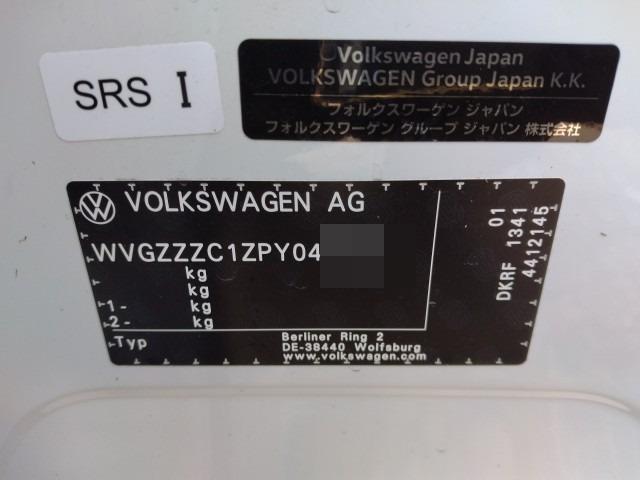 SRS I
Volkswagen Japan
VOLKSWAGEN Group Japan K.K.
フォルクスワーゲン ジャパン
フォルクスワーゲン グループ ジャパン 株式会社
VOLKSWAGEN AG
WVGZZZC1ZPY04
kg
kg
1- kg
2- kg
Typ
Berliner Ring 2
DE-38440 Wolfsburg
www.volkswagen.com
01
DKRF 1341
4412145